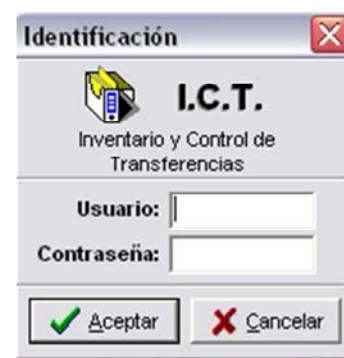 Identificación
I.C.T.
Inventario y Control de
Transferencias
Usuario:
Contraseña:
Aceptar
Cancelar